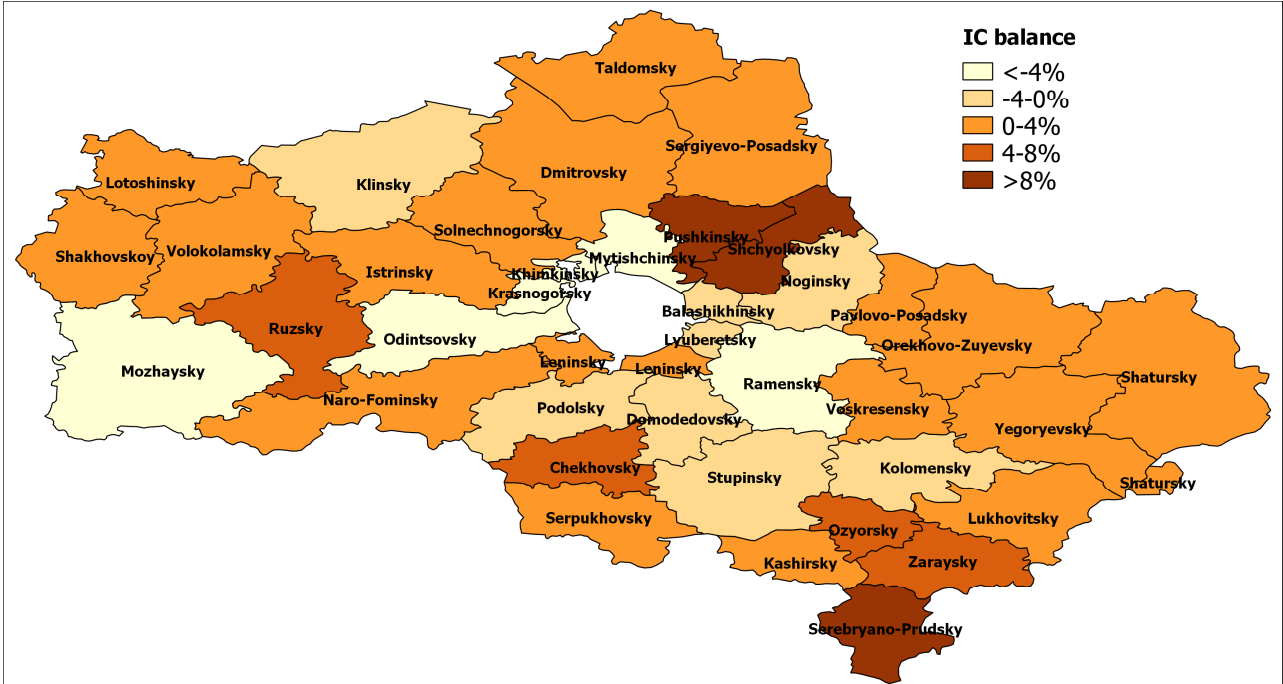 IC balance
<-4%
-4-0%
0-4%
4-8%
>8%
Taldomsky
Sergiyevo-Posadsky
Dmitrovsky
Klinsky
Lotoshinsky
Solnechnogorsky
Pushkinsky
Shchyolkovsky
Volokolamsky
Shakhovskoy
Mytishchinsky
Istrinsky
Khimkinsky
Noginsky
Krasnogorsky
Balashikhinsky
Pavlovo-Posadsky
Ruzsky
Odintsovsky
Lyuberetsky
Orekhovo-Zuyevsky
Leninsky
Leninsky
Mozhaysky
Shatursky
Ramensky
Naro-Fominsky
Podolsky
Voskresensky
Domodedovsky
Yegoryevsky
Chekhovsky
Kolomensky
Stupinsky
Shatursky
Serpukhovsky
Lukhovitsky
Ozyorsky
Kashirsky
Zaraysky
Serebryano-Prudsky